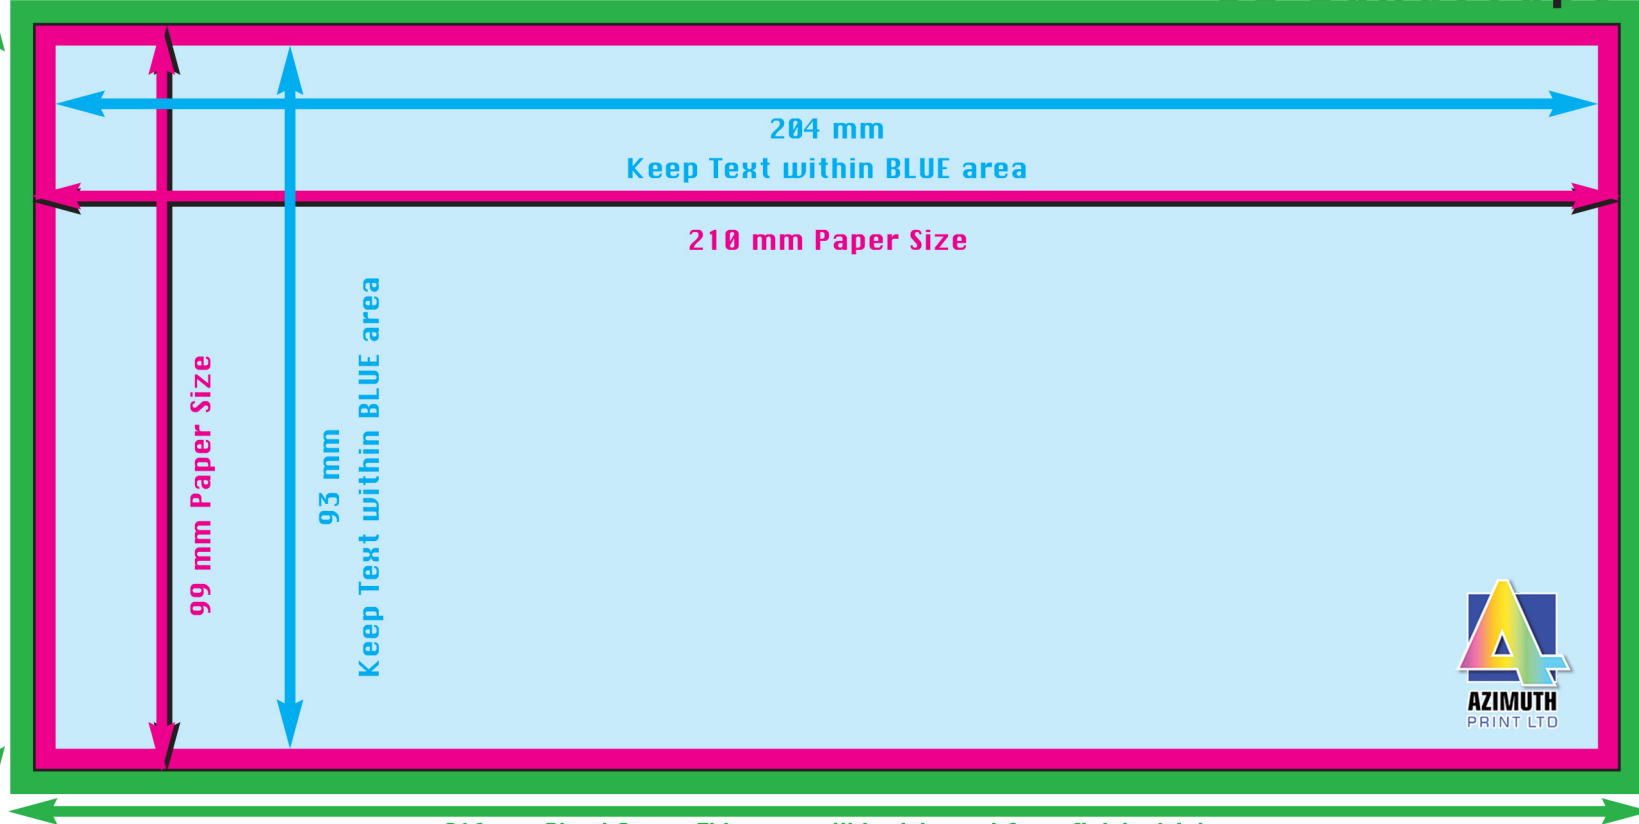 204 mm
Keep Text within BLUE area
210 mm Paper Size
99 mm Paper Size
93 mm
Keep Text within BLUE area
AZIMUTH
PRINT LTD